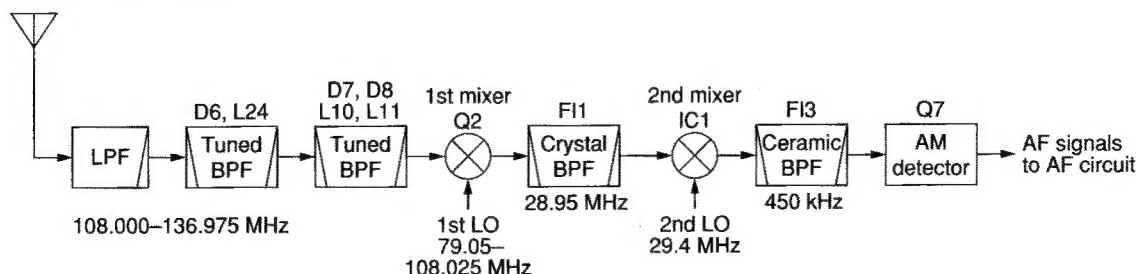 LPF
108.000–136.975 MHz
D6, L24
Tuned
BPF
D7, D8
L10, L11
Tuned
BPF
1st mixer
Q2
1st LO
79.05–
108.025 MHz
FI1
Crystal
BPF
28.95 MHz
2nd mixer
IC1
2nd LO
29.4 MHz
FI3
Ceramic
BPF
450 kHz
Q7
AM
detector
AF signals
to AF circuit